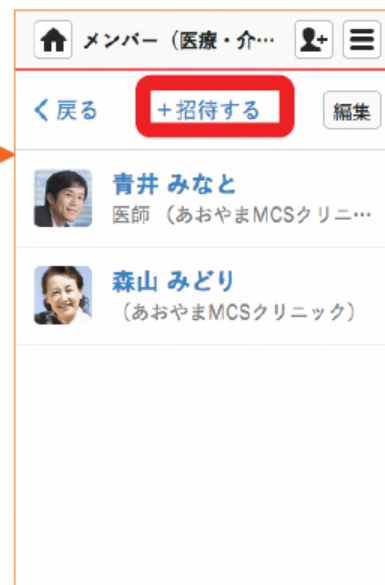 メンバー（医療・介…
戻る
+招待する
編集
青井 みなと
医師 （あおやまMCSクリニ…
森山 みどり
（あおやまMCSクリニック）